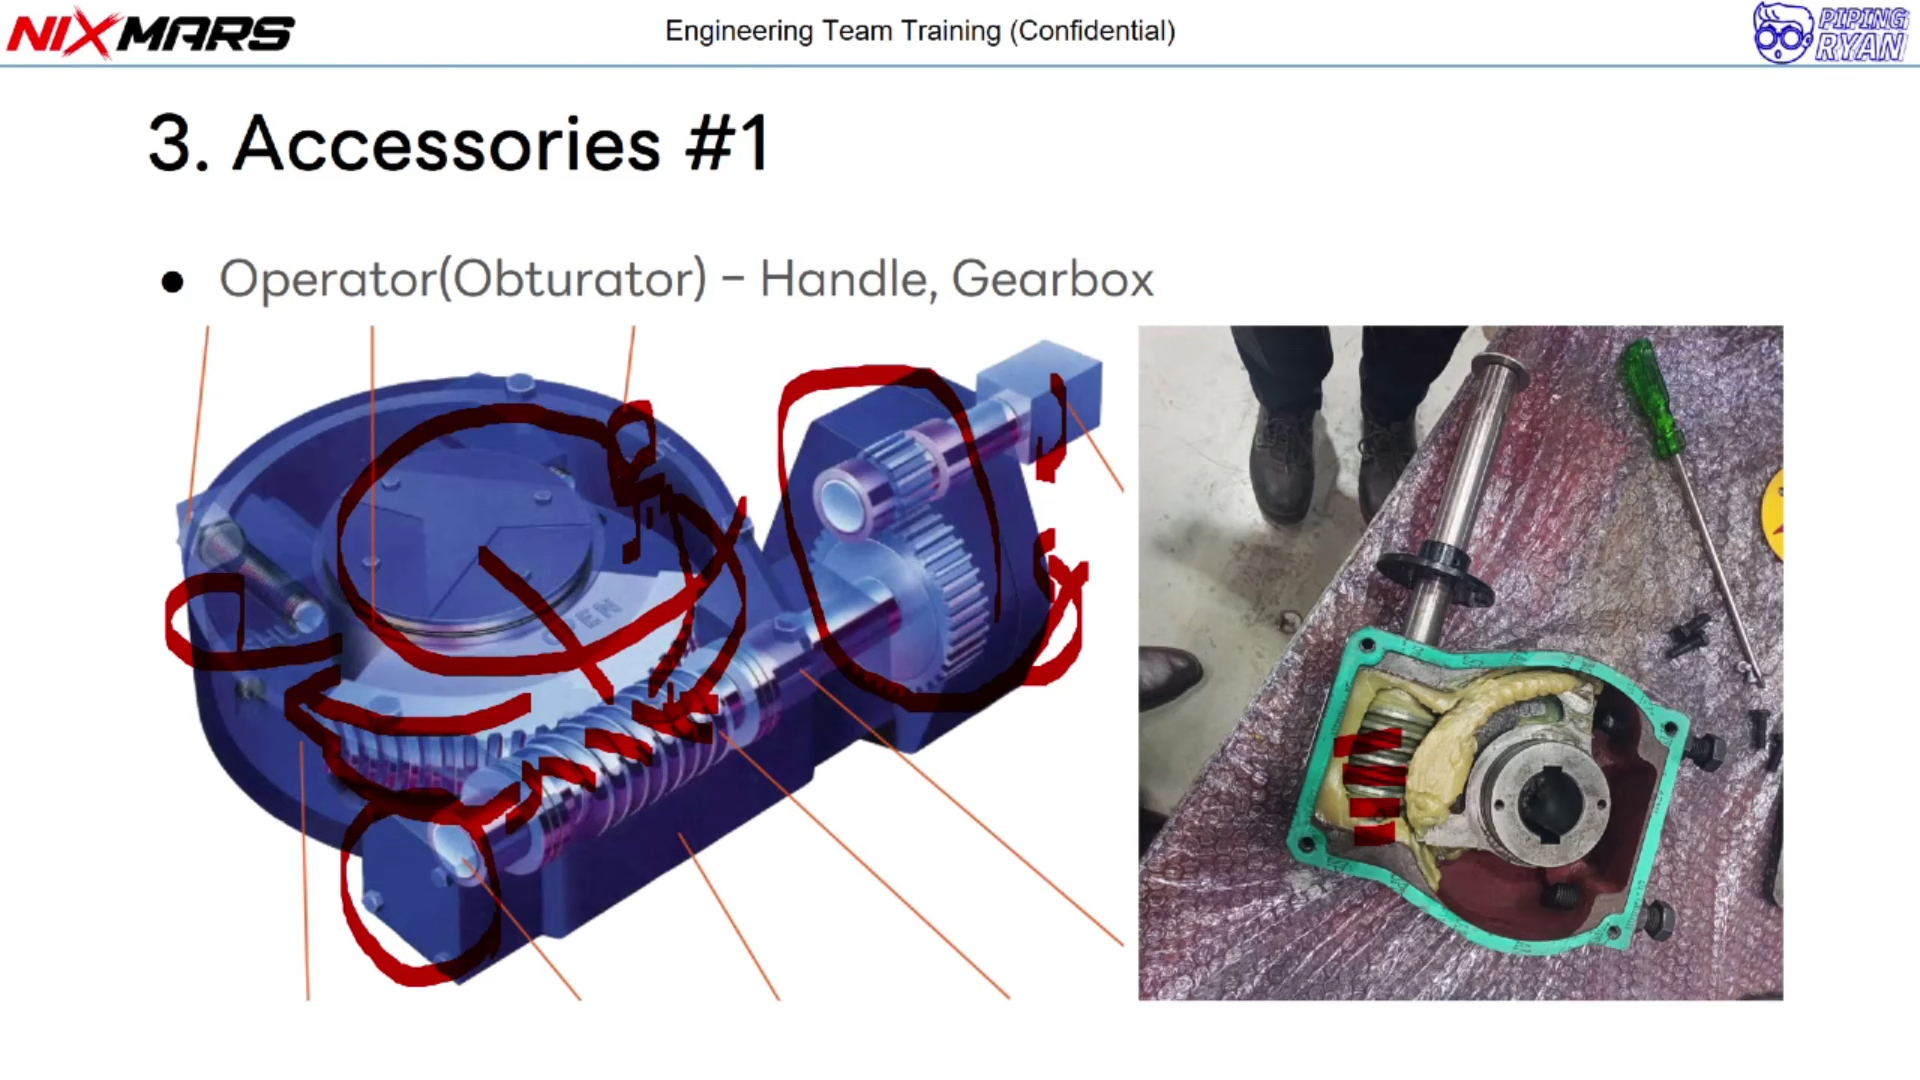 NIXMARS
Engineering Team Training (Confidential)
PIPING
RYAN
3. Accessories #1
● Operator(Obturator) – Handle, Gearbox